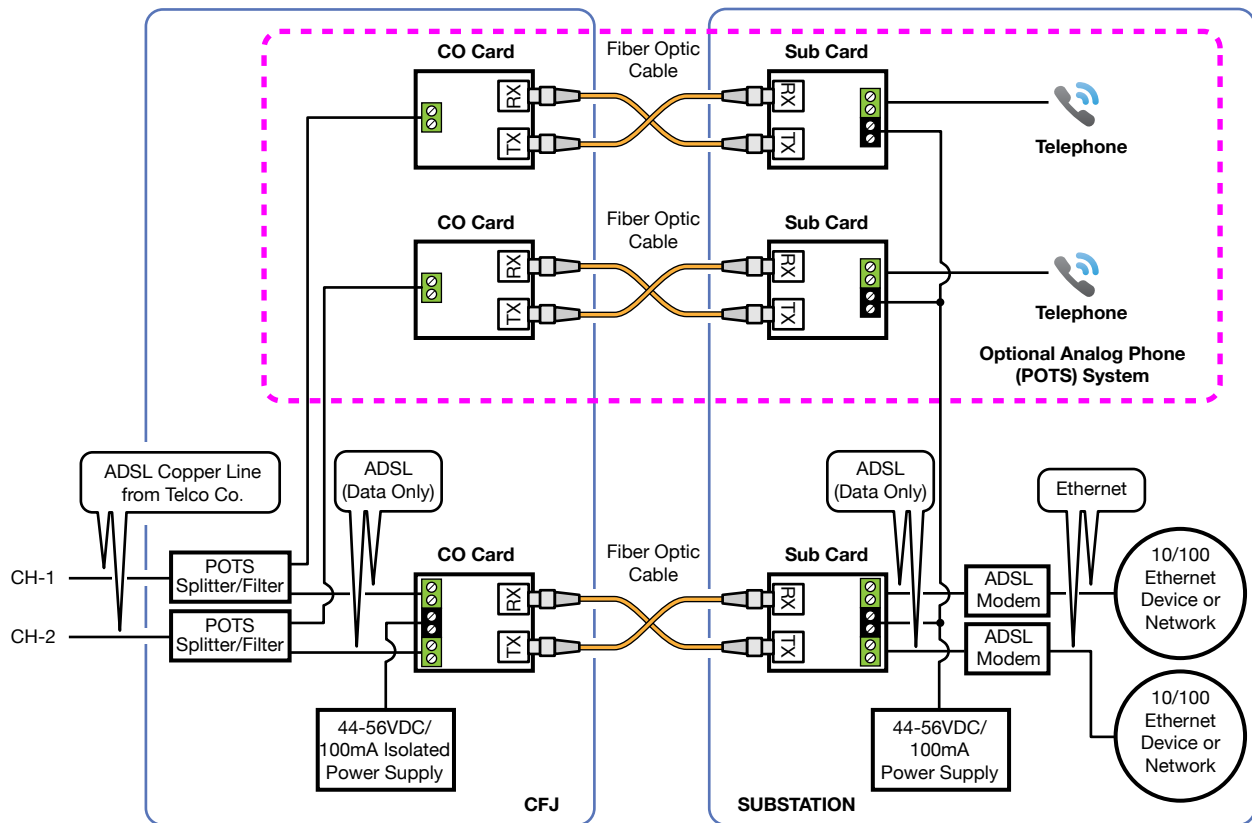 CO Card
Fiber Optic
Cable
Sub Card
RX
TX
RX
TX
Telephone
CO Card
Fiber Optic
Cable
Sub Card
RX
TX
RX
TX
Telephone
Optional Analog Phone
(POTS) System
ADSL Copper Line
from Telco Co.
ADSL
(Data Only)
ADSL
(Data Only)
Ethernet
CH-1
POTS
Splitter/Filter
CH-2
POTS
Splitter/Filter
CO Card
Fiber Optic
Cable
Sub Card
RX
TX
RX
TX
ADSL
Modem
ADSL
Modem
10/100
Ethernet
Device or
Network
10/100
Ethernet
Device or
Network
44-56VDC/
100mA Isolated
Power Supply
44-56VDC/
100mA
Power Supply
CFJ
SUBSTATION